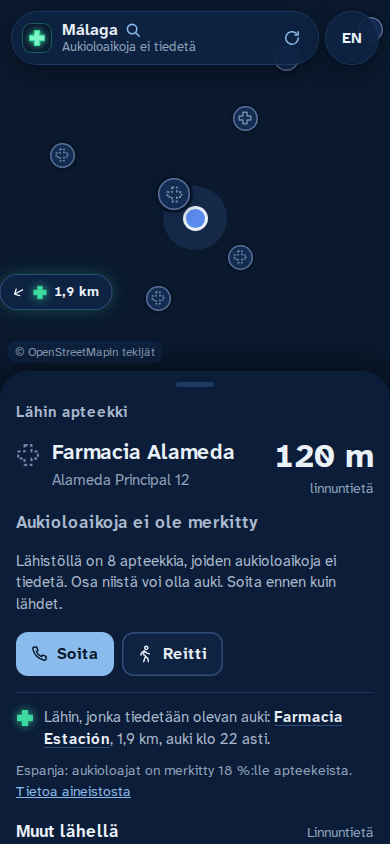 Málaga
Aukioloaikoja ei tiedetä
EN
1,9 km
© OpenStreetMapin tekijät
Lähin apteekki
Farmacia Alameda
120 m
Alameda Principal 12
linnuntietä
Aukioloaikoja ei ole merkitty
Lähistöllä on 8 apteekkia, joiden aukioloaikoja ei
tiedetä. Osa niistä voi olla auki. Soita ennen kuin
lähdet.
Soita
Reitti
Lähin, jonka tiedetään olevan auki: Farmacia
Estación, 1,9 km, auki klo 22 asti.
Espanja: aukioloajat on merkitty 18 %:lle apteekeista.
Tietoa aineistosta
Muut lähellä
Linnuntietä